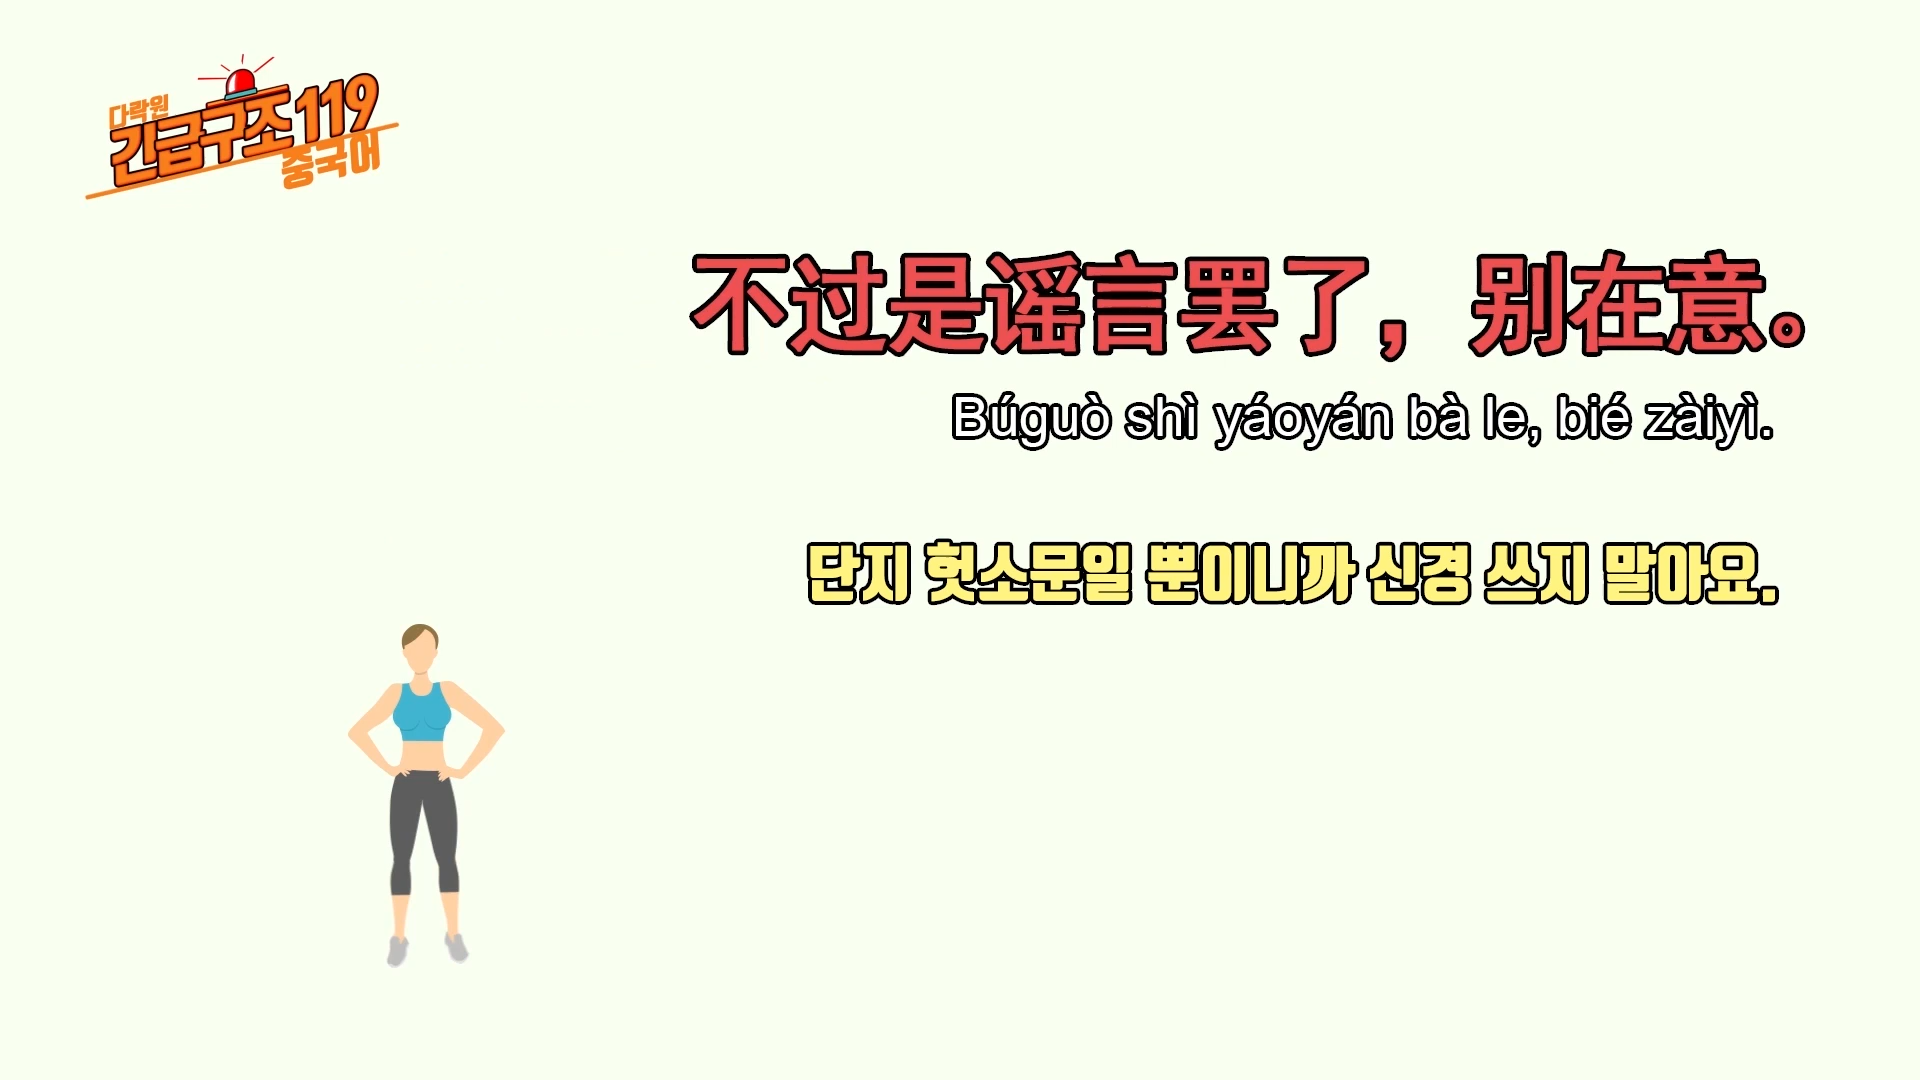 다락원
긴급구조119
중국어
不过是谣言罢了，别在意。
Búguò shì yáoyán bà le, bié zàiyì.
단지 헛소문일 뿐이니까 신경 쓰지 말아요.